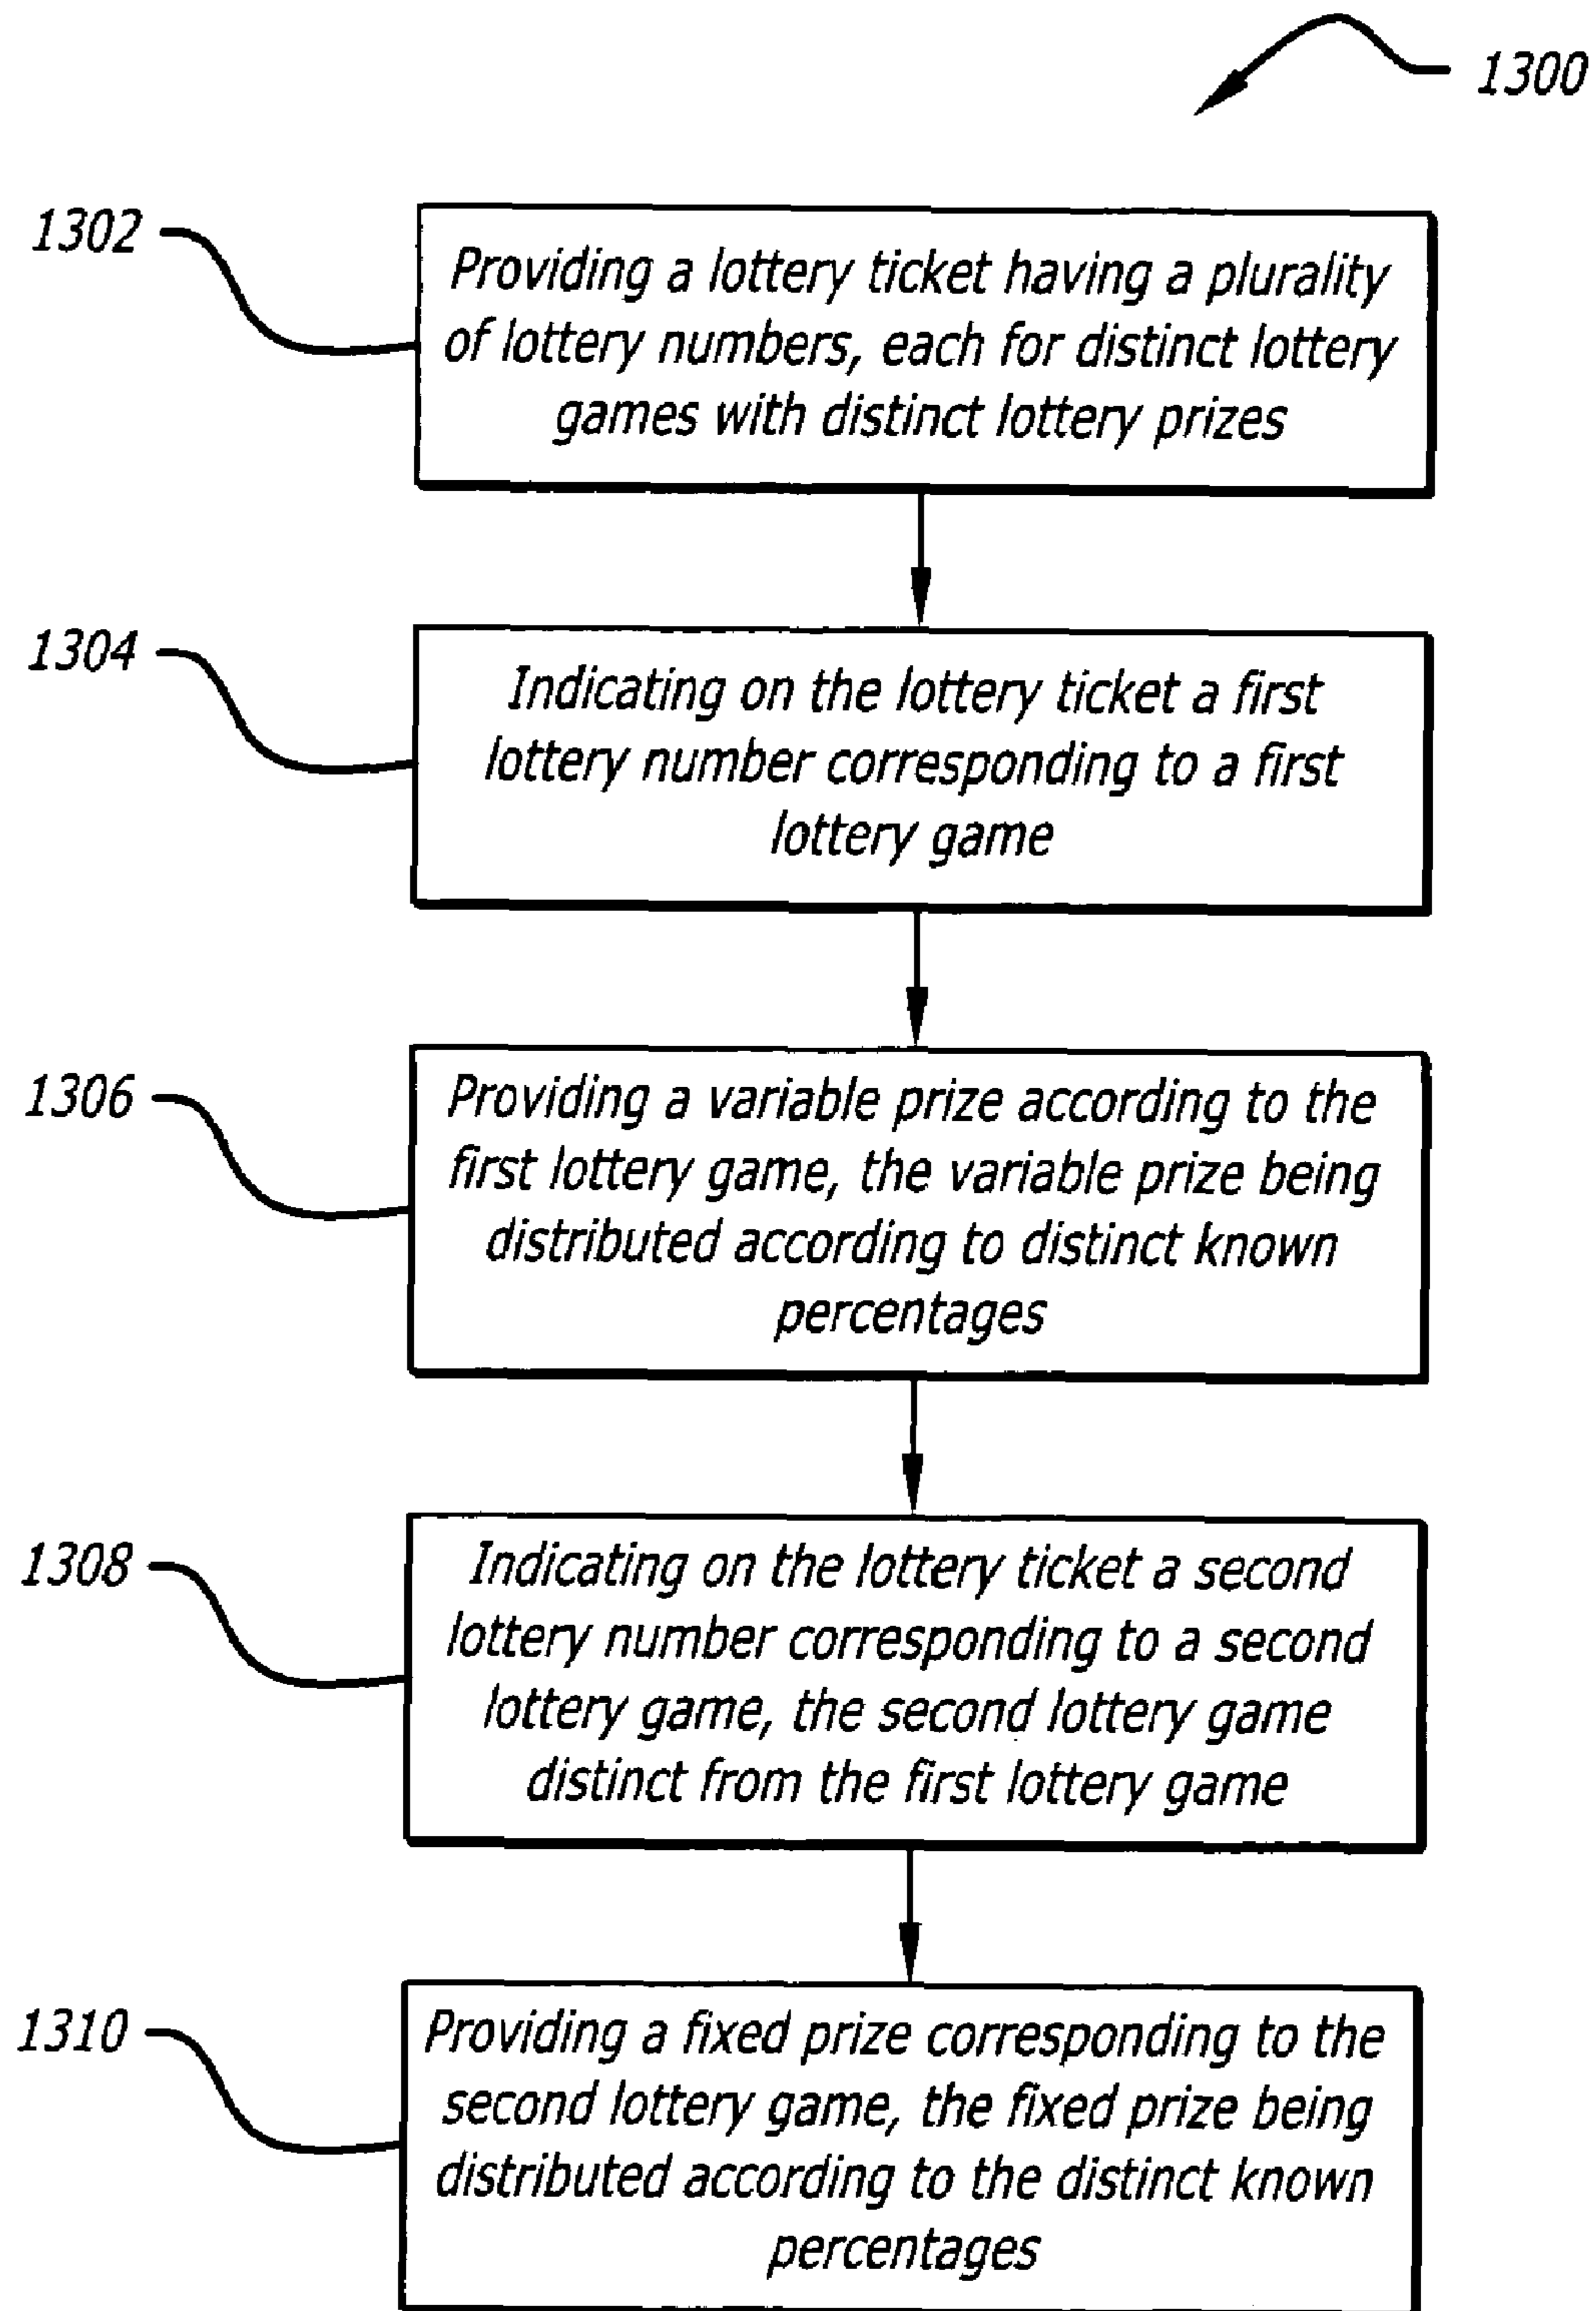 1300
1302
Providing a lottery ticket having a plurality
of lottery numbers, each for distinct lottery
games with distinct lottery prizes
1304
Indicating on the lottery ticket a first
lottery number corresponding to a first
lottery game
1306
Providing a variable prize according to the
first lottery game, the variable prize being
distributed according to distinct known
percentages
1308
Indicating on the lottery ticket a second
lottery number corresponding to a second
lottery game, the second lottery game
distinct from the first lottery game
1310
Providing a fixed prize corresponding to the
second lottery game, the fixed prize being
distributed according to the distinct known
percentages